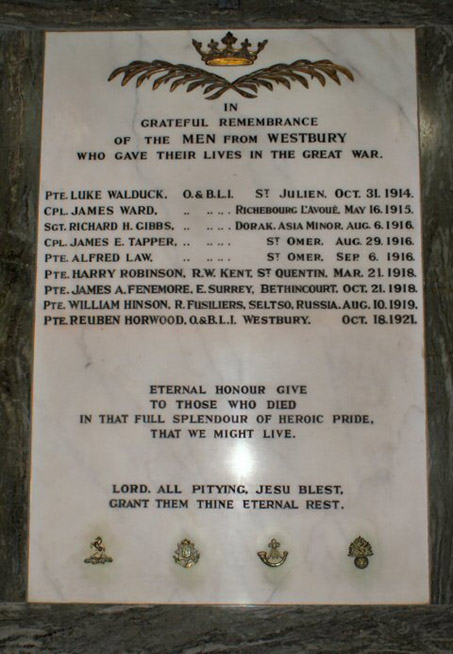 IN
GRATEFUL REMEMBRANCE
OF THE MEN FROM WESTBURY
WHO GAVE THEIR LIVES IN THE GREAT WAR.
PTE. LUKE WALDUCK. O.& B.L.I. ST JULIEN. OCT. 31. 1914.
CPL. JAMES WARD. .. .. .. . RICHEBOURG L'AVOUÉ. MAY 16. 1915.
SGT. RICHARD H. GIBBS. .. .. .. . DORAK. ASIA MINOR. AUG. 6. 1916.
CPL. JAMES E. TAPPER. .. .. .. . ST OMER. AUG. 29. 1916.
PTE. ALFRED LAW. .. .. .. . ST OMER. SEP. 6. 1916.
PTE. HARRY ROBINSON. R.W. KENT. ST QUENTIN. MAR. 21. 1918.
PTE. JAMES A. FENEMORE. E. SURREY. BETHINCOURT. OCT. 21. 1918.
PTE. WILLIAM HINSON. R. FUSILIERS. SELTSO, RUSSIA. AUG. 10. 1919.
PTE. REUBEN HORWOOD. O.& B.L.I. WESTBURY. OCT. 18. 1921.
ETERNAL HONOUR GIVE
TO THOSE WHO DIED
IN THAT FULL SPLENDOUR OF HEROIC PRIDE,
THAT WE MIGHT LIVE.
LORD, ALL PITYING, JESU BLEST,
GRANT THEM THINE ETERNAL REST.